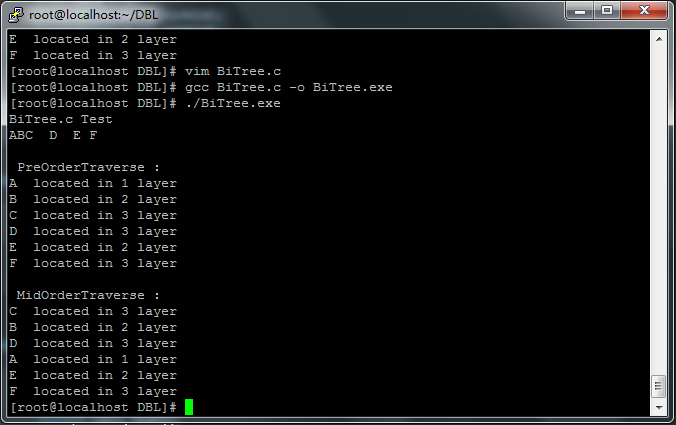 root@localhost:~/DBL
E  located in 2 layer
F  located in 3 layer
[root@localhost DBL]# vim BiTree.c
[root@localhost DBL]# gcc BiTree.c -o BiTree.exe
[root@localhost DBL]# ./BiTree.exe
BiTree.c Test
ABC  D  E F

 PreOrderTraverse :
A  located in 1 layer
B  located in 2 layer
C  located in 3 layer
D  located in 3 layer
E  located in 2 layer
F  located in 3 layer

 MidOrderTraverse :
C  located in 3 layer
B  located in 2 layer
D  located in 3 layer
A  located in 1 layer
E  located in 2 layer
F  located in 3 layer
[root@localhost DBL]#